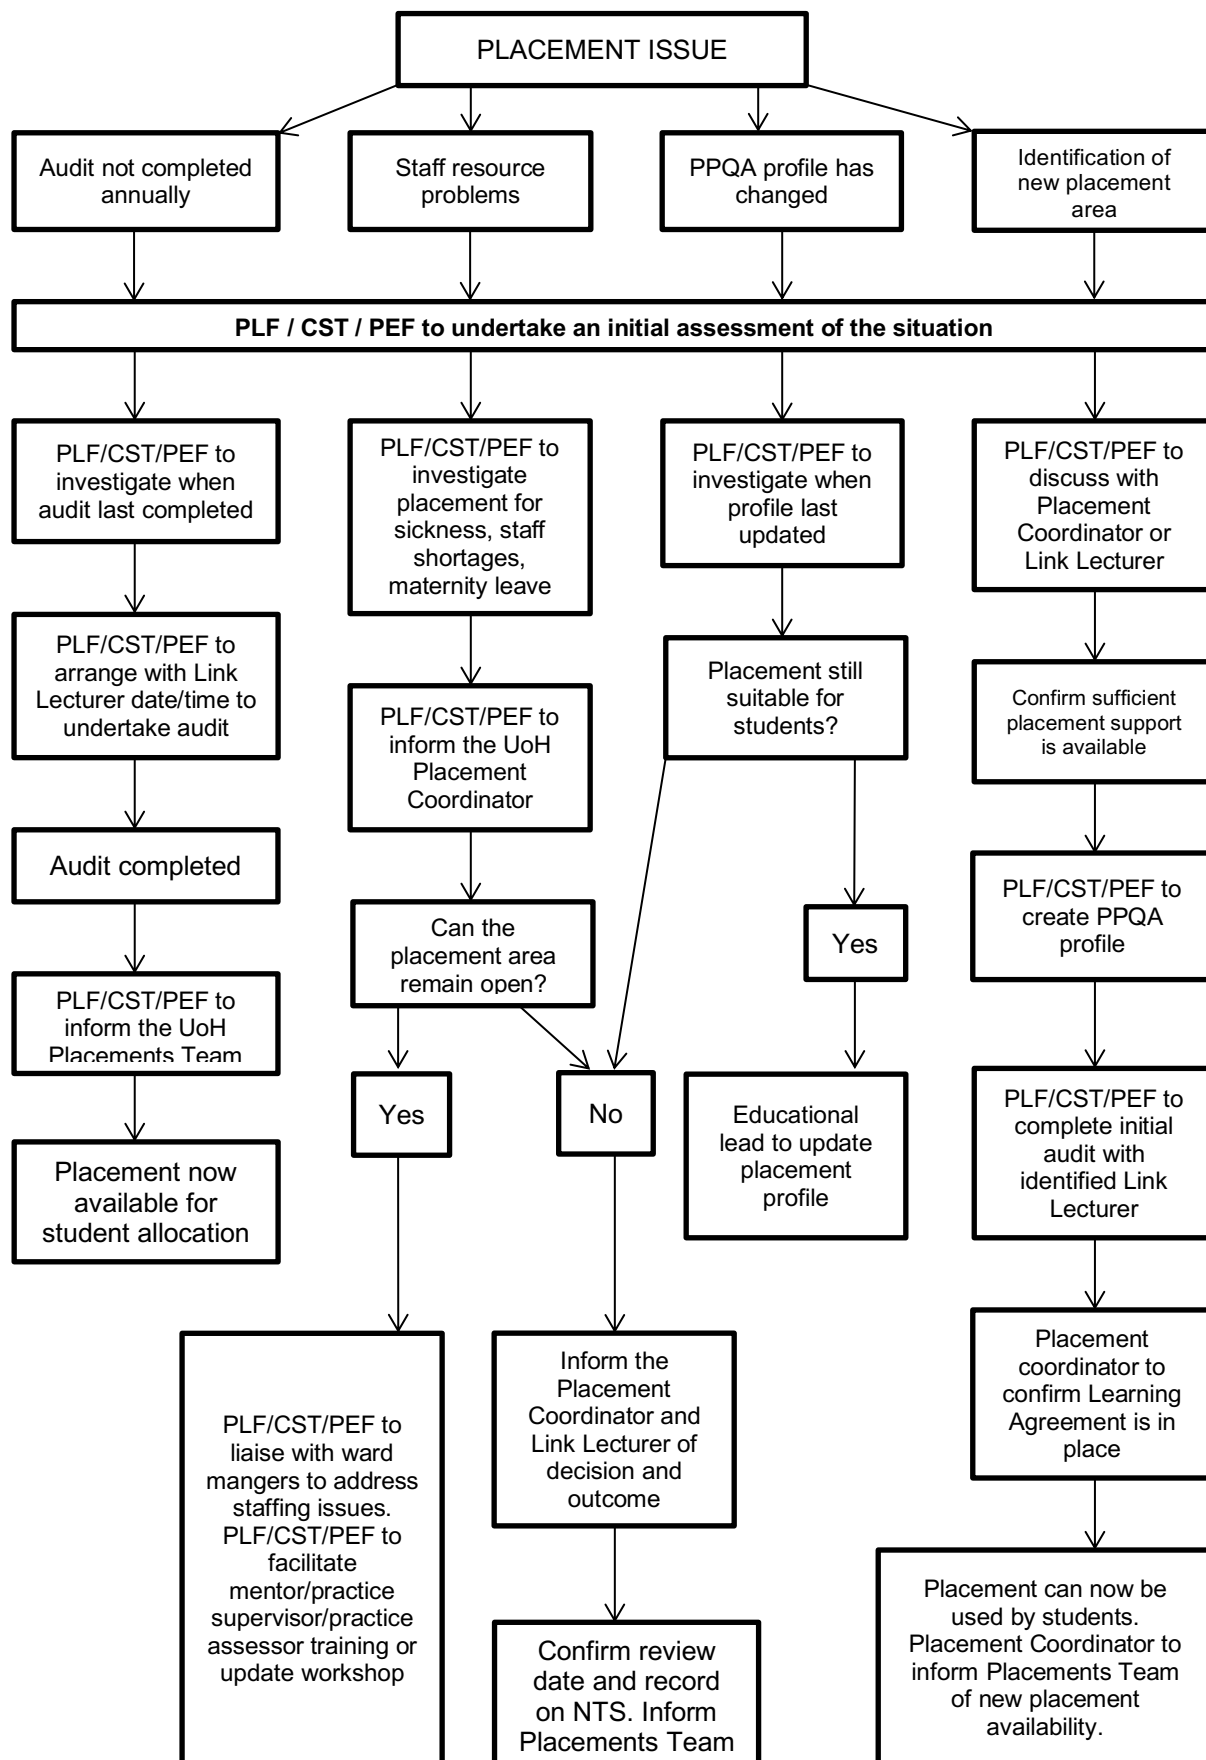 PLACEMENT ISSUE
Audit not completed
annually
Staff resource
problems
PPQA profile has
changed
Identification of
new placement
area
PLF / CST / PEF to undertake an initial assessment of the situation
PLF/CST/PEF to
investigate when
audit last completed
PLF/CST/PEF to
investigate
placement for
sickness, staff
shortages,
maternity leave
PLF/CST/PEF to
investigate when
profile last
updated
PLF/CST/PEF to
discuss with
Placement
Coordinator or
Link Lecturer
PLF/CST/PEF to
arrange with Link
Lecturer date/time to
undertake audit
PLF/CST/PEF to
inform the UoH
Placement
Coordinator
Placement still
suitable for
students?
Confirm sufficient
placement support
is available
Audit completed
Can the
placement area
remain open?
Yes
PLF/CST/PEF to
create PPQA
profile
PLF/CST/PEF to
inform the UoH
Placements Team
Yes
No
Educational
lead to update
placement
profile
PLF/CST/PEF to
complete initial
audit with
identified Link
Lecturer
Placement now
available for
student allocation
PLF/CST/PEF to
liaise with ward
mangers to address
staffing issues.
PLF/CST/PEF to
facilitate
mentor/practice
supervisor/practice
assessor training or
update workshop
Inform the
Placement
Coordinator and
Link Lecturer of
decision and
outcome
Placement
coordinator to
confirm Learning
Agreement is in
place
Confirm review
date and record
on NTS. Inform
Placements Team
Placement can now be
used by students.
Placement Coordinator to
inform Placements Team
of new placement
availability.